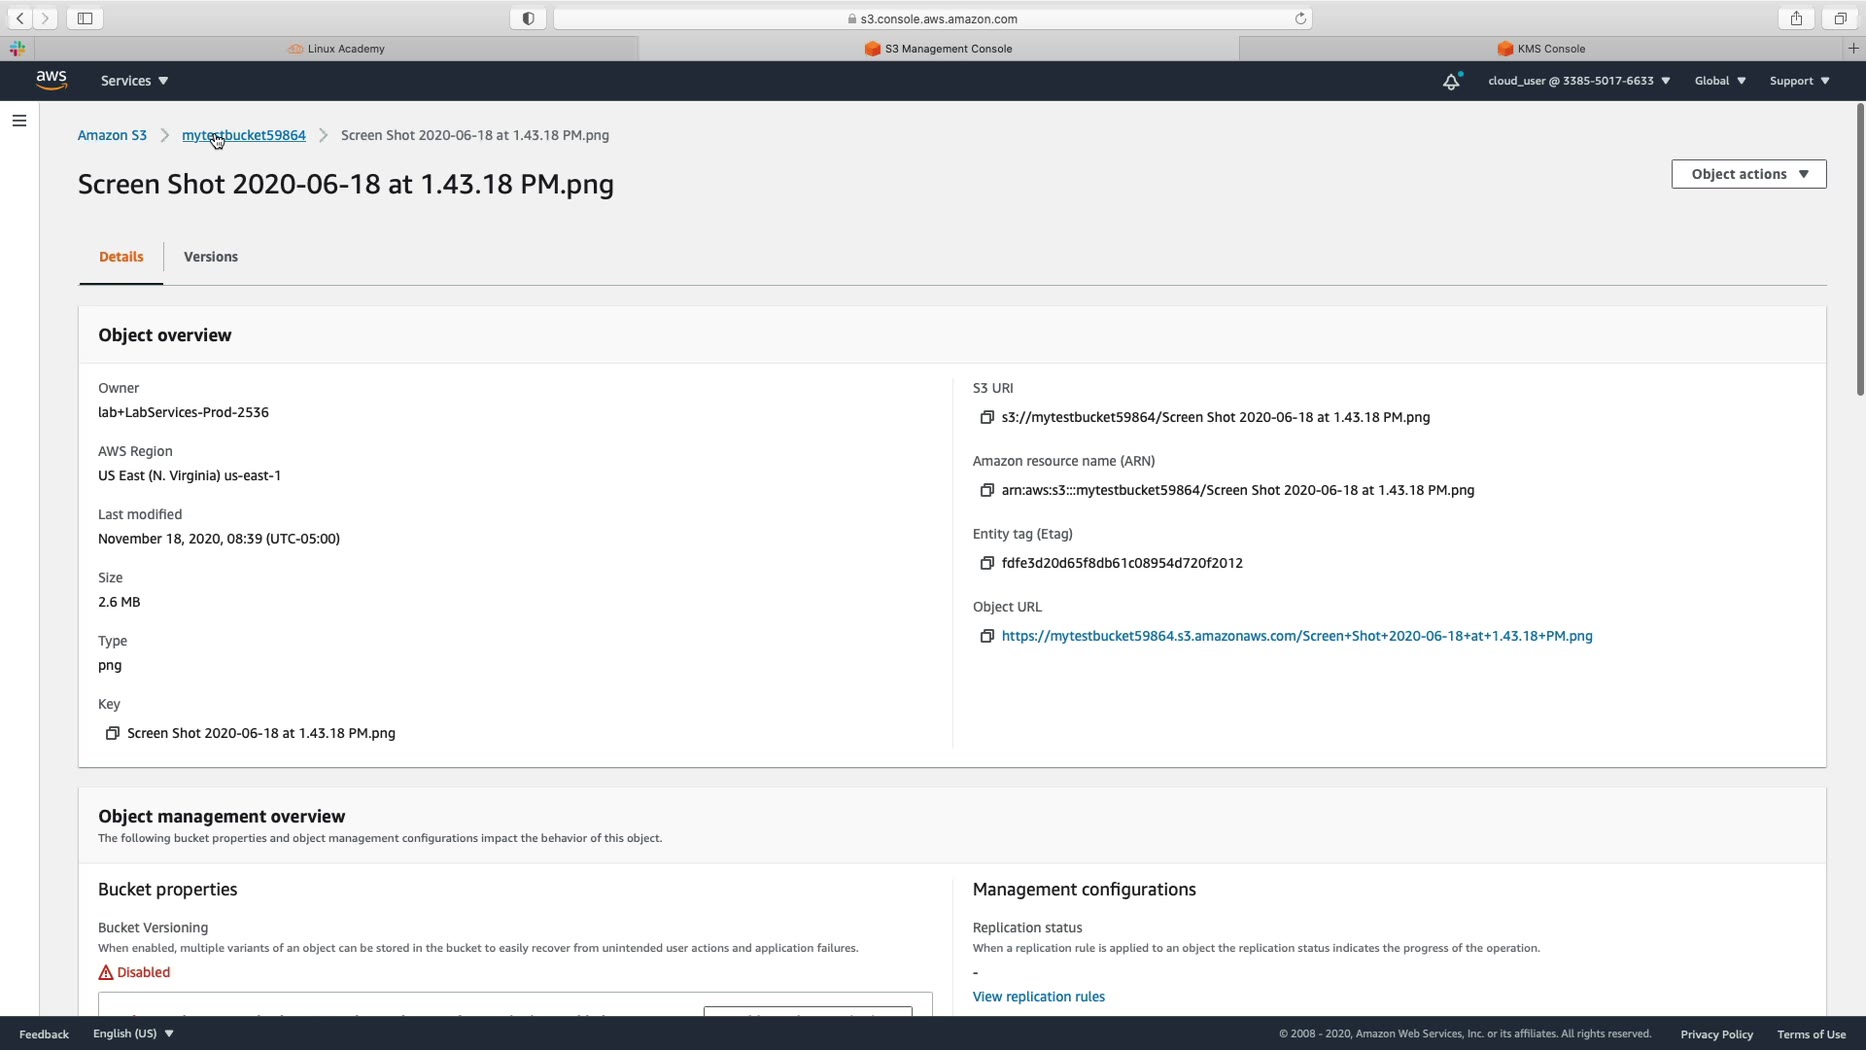 s3.console.aws.amazon.com
Linux Academy
S3 Management Console
KMS Console
aws
Services
cloud_user @ 3385-5017-6633
Global
Support
Amazon S3
mytestbucket59864
Screen Shot 2020-06-18 at 1.43.18 PM.png
Screen Shot 2020-06-18 at 1.43.18 PM.png
Object actions
Details
Versions
Object overview
Owner
lab+LabServices-Prod-2536
AWS Region
US East (N. Virginia) us-east-1
Last modified
November 18, 2020, 08:39 (UTC-05:00)
Size
2.6 MB
Type
png
Key
Screen Shot 2020-06-18 at 1.43.18 PM.png
S3 URI
s3://mytestbucket59864/Screen Shot 2020-06-18 at 1.43.18 PM.png
Amazon resource name (ARN)
arn:aws:s3:::mytestbucket59864/Screen Shot 2020-06-18 at 1.43.18 PM.png
Entity tag (Etag)
fdfe3d20d65f8db61c08954d720f2012
Object URL
https://mytestbucket59864.s3.amazonaws.com/Screen+Shot+2020-06-18+at+1.43.18+PM.png
Object management overview
The following bucket properties and object management configurations impact the behavior of this object.
Bucket properties
Bucket Versioning
When enabled, multiple variants of an object can be stored in the bucket to easily recover from unintended user actions and application failures.
Disabled
Management configurations
Replication status
When a replication rule is applied to an object the replication status indicates the progress of the operation.
-
View replication rules
Feedback
English (US)
© 2008 - 2020, Amazon Web Services, Inc. or its affiliates. All rights reserved.
Privacy Policy
Terms of Use